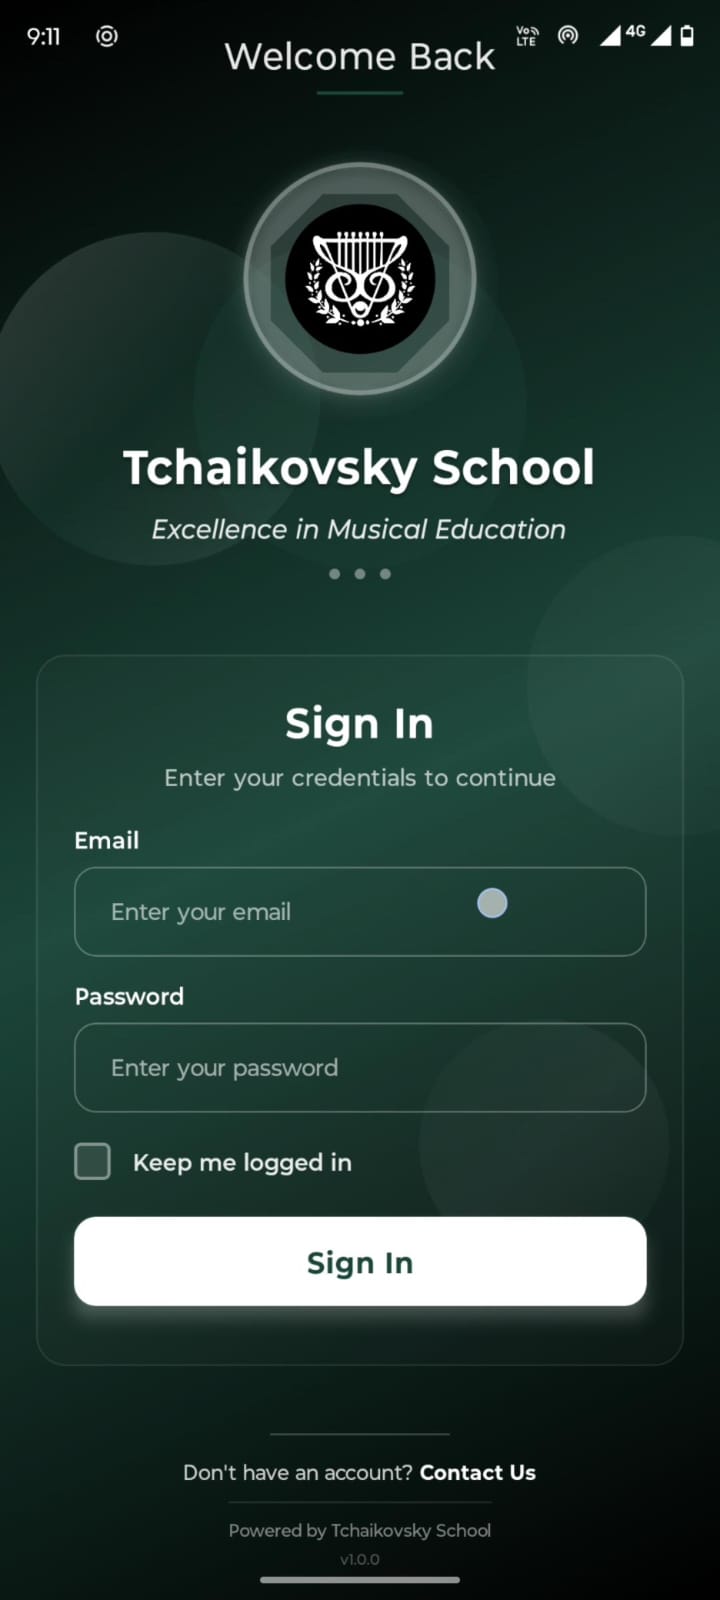 9:11
Vo LTE
4G
Welcome Back
Tchaikovsky School
Excellence in Musical Education
Sign In
Enter your credentials to continue
Email
Enter your email
Password
Enter your password
Keep me logged in
Sign In
Don't have an account? Contact Us
Powered by Tchaikovsky School
v1.0.0